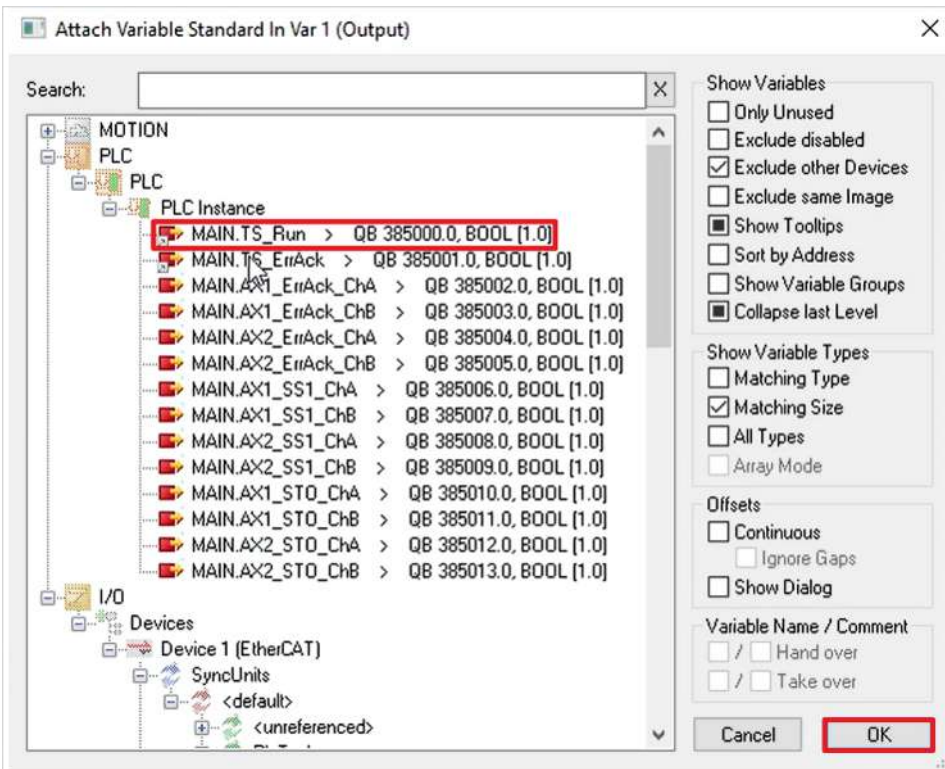 Attach Variable Standard In Var 1 (Output)
Search:
X
MOTION
PLC
PLC
PLC Instance
MAIN.TS_Run > QB 385000.0, BOOL [1.0]
MAIN.TS_ErrAck > QB 385001.0, BOOL [1.0]
MAIN.AX1_ErrAck_ChA > QB 385002.0, BOOL [1.0]
MAIN.AX1_ErrAck_ChB > QB 385003.0, BOOL [1.0]
MAIN.AX2_ErrAck_ChA > QB 385004.0, BOOL [1.0]
MAIN.AX2_ErrAck_ChB > QB 385005.0, BOOL [1.0]
MAIN.AX1_SS1_ChA > QB 385006.0, BOOL [1.0]
MAIN.AX1_SS1_ChB > QB 385007.0, BOOL [1.0]
MAIN.AX2_SS1_ChA > QB 385008.0, BOOL [1.0]
MAIN.AX2_SS1_ChB > QB 385009.0, BOOL [1.0]
MAIN.AX1_STO_ChA > QB 385010.0, BOOL [1.0]
MAIN.AX1_STO_ChB > QB 385011.0, BOOL [1.0]
MAIN.AX2_STO_ChA > QB 385012.0, BOOL [1.0]
MAIN.AX2_STO_ChB > QB 385013.0, BOOL [1.0]
I/O
Devices
Device 1 (EtherCAT)
SyncUnits
<default>
<unreferenced>
Show Variables
Only Unused
Exclude disabled
Exclude other Devices
Exclude same Image
Show Tooltips
Sort by Address
Show Variable Groups
Collapse last Level
Show Variable Types
Matching Type
Matching Size
All Types
Array Mode
Offsets
Continuous
Ignore Gaps
Show Dialog
Variable Name / Comment
/ Hand over
/ Take over
Cancel
OK